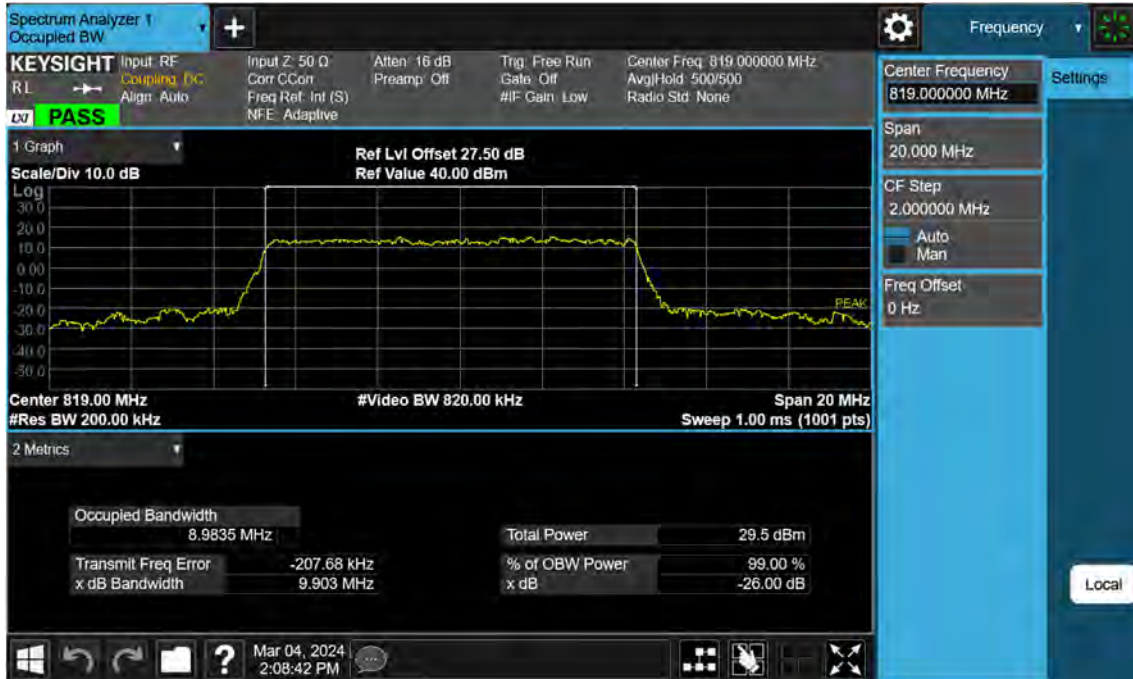 Spectrum Analyzer 1
Occupied BW
+
Frequency
KEYSIGHT
RL
LXI
PASS
Input: RF
Coupling: DC
Align: Auto
Input Z: 50 Ω
Corr CCorr
Freq Ref: Int (S)
NFE: Adaptive
Atten: 16 dB
Preamp: Off
Trig: Free Run
Gate: Off
#IF Gain: Low
Center Freq: 819.000000 MHz
Avg|Hold: 500/500
Radio Std: None
Center Frequency
819.000000 MHz
Settings
Span
20.000 MHz
CF Step
2.000000 MHz
Auto
Man
Freq Offset
0 Hz
Local
1 Graph
Scale/Div 10.0 dB
Ref Lvl Offset 27.50 dB
Ref Value 40.00 dBm
Log
30.0
20.0
10.0
0.00
-10.0
-20.0
-30.0
-40.0
-50.0
PEAK
Center 819.00 MHz
#Video BW 820.00 kHz
Span 20 MHz
#Res BW 200.00 kHz
Sweep 1.00 ms (1001 pts)
2 Metrics
Occupied Bandwidth
8.9835 MHz
Total Power
29.5 dBm
Transmit Freq Error
-207.68 kHz
% of OBW Power
99.00 %
x dB Bandwidth
9.903 MHz
x dB
-26.00 dB
?
Mar 04, 2024
2:08:42 PM